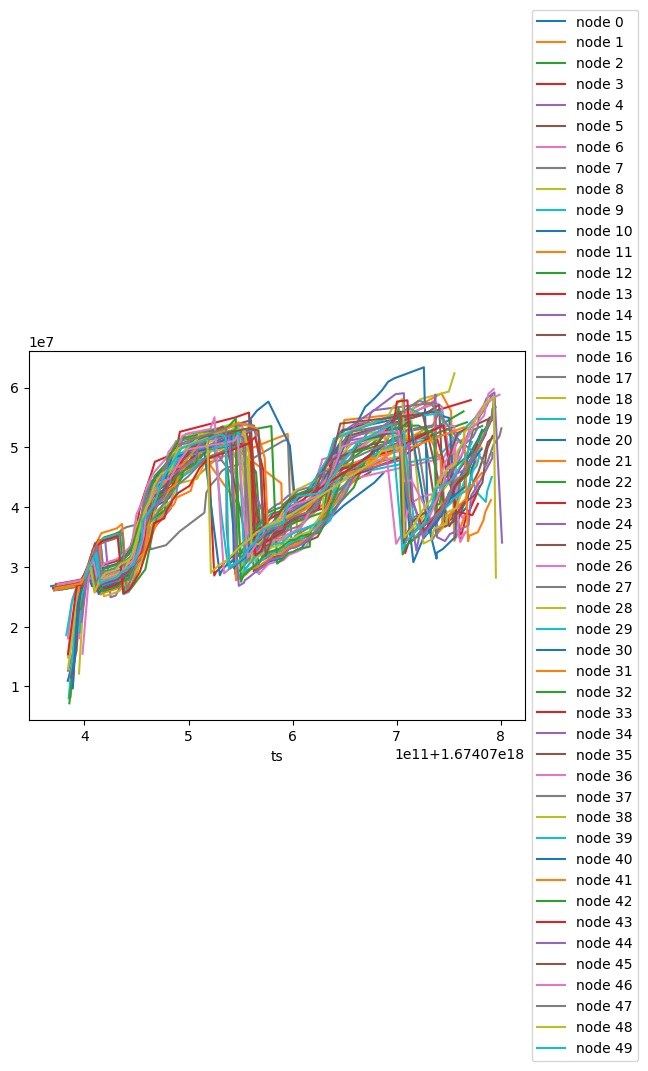 node 0
node 1
node 2
node 3
node 4
node 5
node 6
node 7
node 8
node 9
node 10
node 11
node 12
node 13
node 14
node 15
node 16
node 17
node 18
node 19
node 20
node 21
node 22
node 23
node 24
node 25
node 26
node 27
node 28
node 29
node 30
node 31
node 32
node 33
node 34
node 35
node 36
node 37
node 38
node 39
node 40
node 41
node 42
node 43
node 44
node 45
node 46
node 47
node 48
node 49
1e7
6
5
4
3
2
1
4 5 6 7 8
ts
1e11+1.67407e18